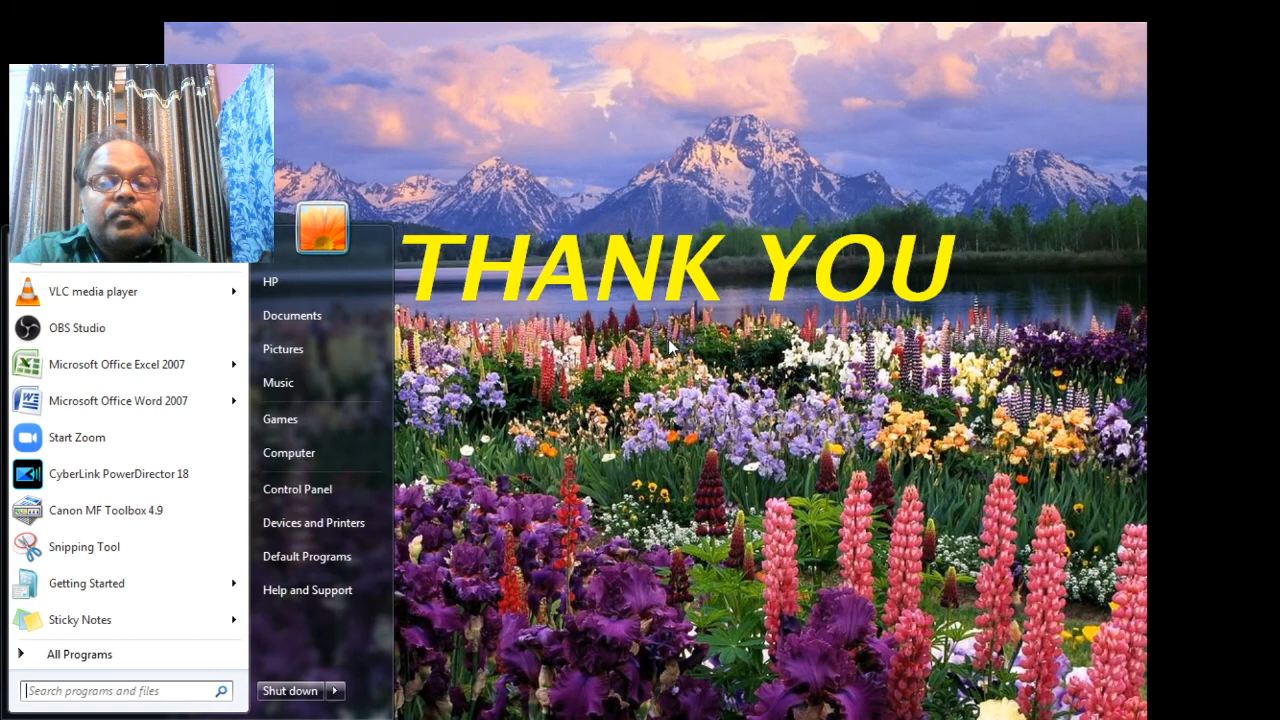 THANK YOU
VLC media player
OBS Studio
Microsoft Office Excel 2007
Microsoft Office Word 2007
Start Zoom
CyberLink PowerDirector 18
Canon MF Toolbox 4.9
Snipping Tool
Getting Started
Sticky Notes
All Programs
Search programs and files
HP
Documents
Pictures
Music
Games
Computer
Control Panel
Devices and Printers
Default Programs
Help and Support
Shut down